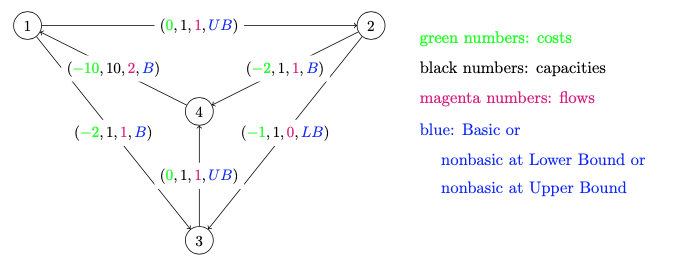 1
(0, 1, 1, UB)
2
green numbers: costs
(−10, 10, 2, B)
(−2, 1, 1, B)
black numbers: capacities
magenta numbers: flows
4
(−2, 1, 1, B)
(−1, 1, 0, LB)
blue: Basic or
nonbasic at Lower Bound or
(0, 1, 1, UB)
nonbasic at Upper Bound
3